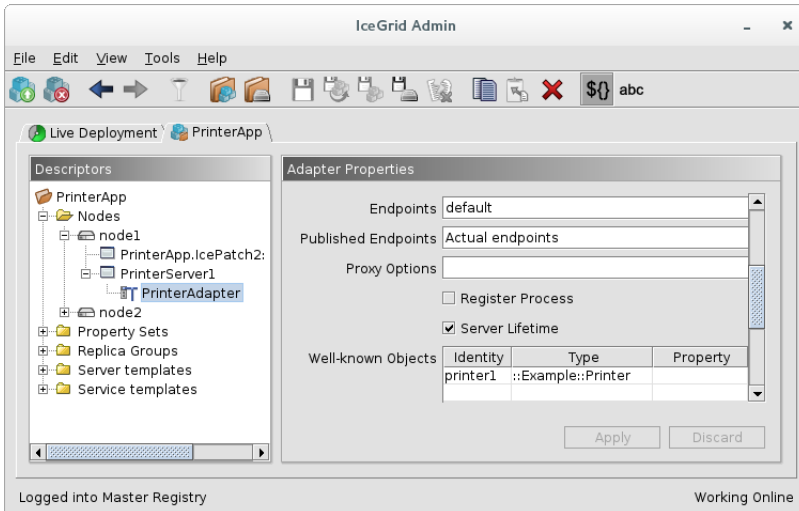 IceGrid Admin
File Edit View Tools Help
${} abc
Live Deployment PrinterApp
Descriptors
PrinterApp
Nodes
node1
PrinterApp.IcePatch2:
PrinterServer1
PrinterAdapter
node2
Property Sets
Replica Groups
Server templates
Service templates
Adapter Properties
Endpoints default
Published Endpoints Actual endpoints
Proxy Options
Register Process
Server Lifetime
Well-known Objects Identity Type Property
printer1 ::Example::Printer
Apply Discard
Logged into Master Registry Working Online